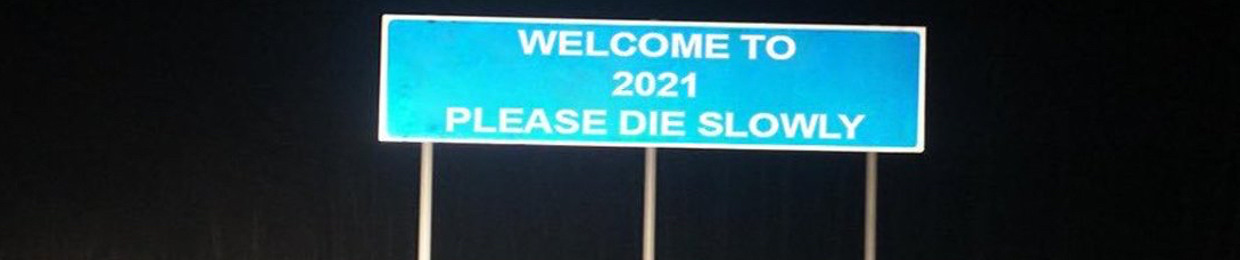 WELCOME TO
2021
PLEASE DIE SLOWLY